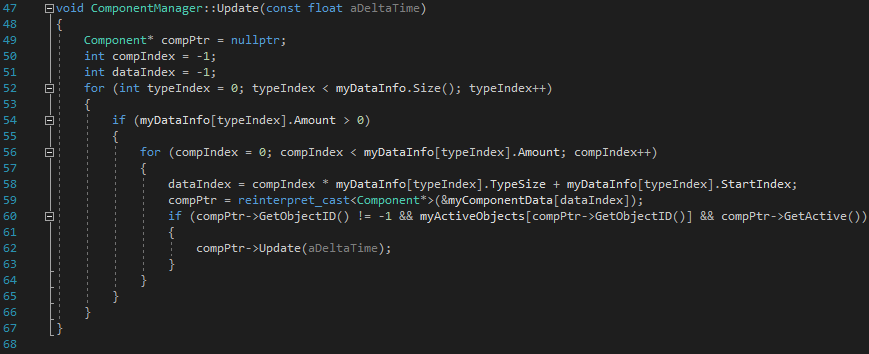 47 void ComponentManager::Update(const float aDeltaTime)
48 {
49     Component* compPtr = nullptr;
50     int compIndex = -1;
51     int dataIndex = -1;
52     for (int typeIndex = 0; typeIndex < myDataInfo.Size(); typeIndex++)
53     {
54         if (myDataInfo[typeIndex].Amount > 0)
55         {
56             for (compIndex = 0; compIndex < myDataInfo[typeIndex].Amount; compIndex++)
57             {
58                 dataIndex = compIndex * myDataInfo[typeIndex].TypeSize + myDataInfo[typeIndex].StartIndex;
59                 compPtr = reinterpret_cast<Component*>(&myComponentData[dataIndex]);
60                 if (compPtr->GetObjectID() != -1 && myActiveObjects[compPtr->GetObjectID()] && compPtr->GetActive())
61                 {
62                     compPtr->Update(aDeltaTime);
63                 }
64             }
65         }
66     }
67 }
68